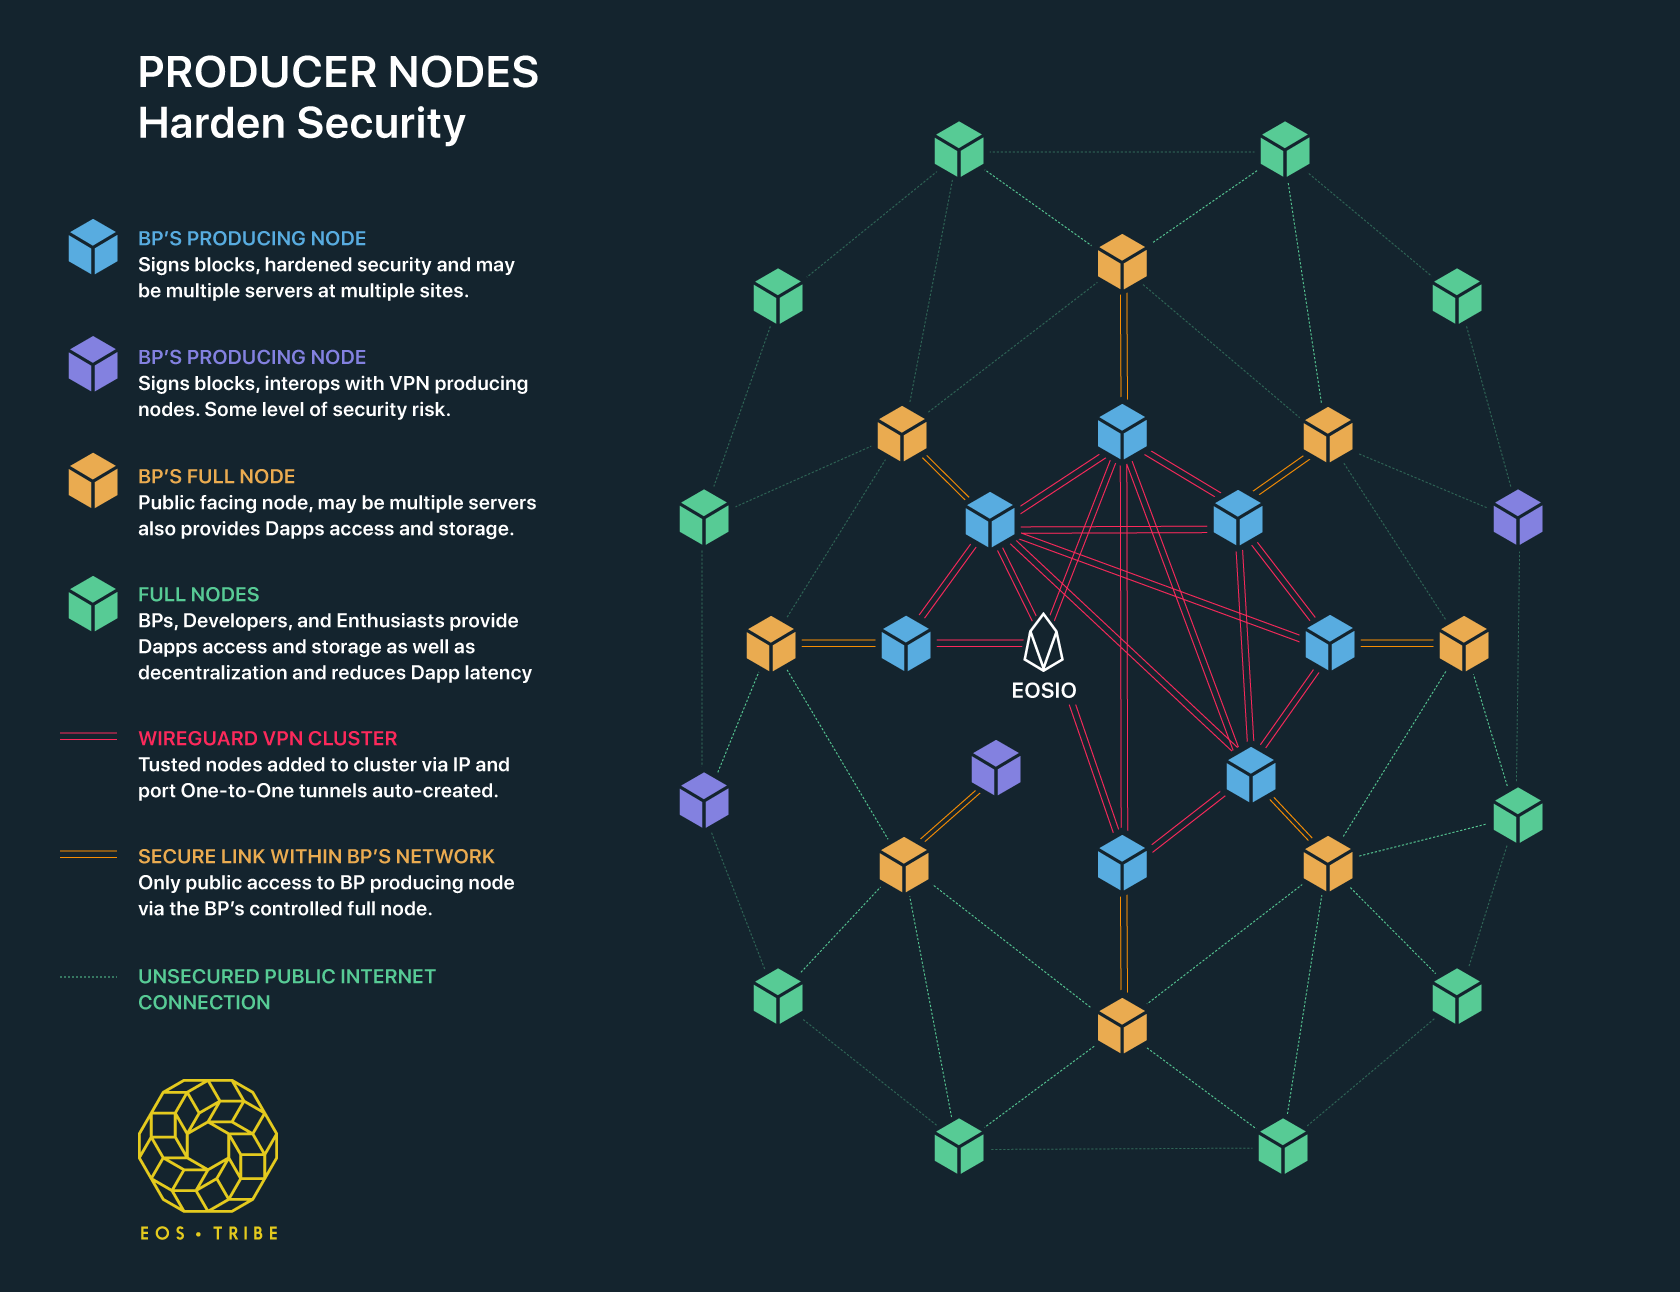 PRODUCER NODES
Harden Security
BP'S PRODUCING NODE
Signs blocks, hardened security and may
be multiple servers at multiple sites.
BP'S PRODUCING NODE
Signs blocks, interops with VPN producing
nodes. Some level of security risk.
BP'S FULL NODE
Public facing node, may be multiple servers
also provides Dapps access and storage.
FULL NODES
BPs, Developers, and Enthusiasts provide
Dapps access and storage as well as
decentralization and reduces Dapp latency
WIREGUARD VPN CLUSTER
Tusted nodes added to cluster via IP and
port One-to-One tunnels auto-created.
SECURE LINK WITHIN BP'S NETWORK
Only public access to BP producing node
via the BP's controlled full node.
UNSECURED PUBLIC INTERNET
CONNECTION
EOS • TRIBE
EOSIO